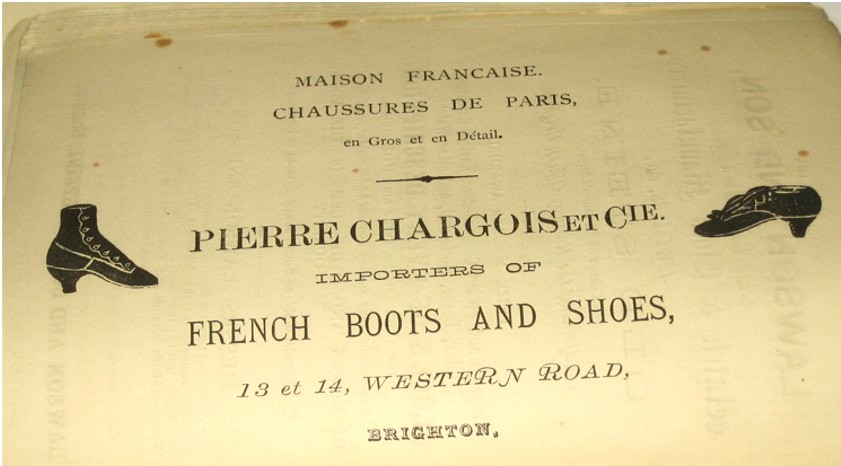 MAISON FRANCAISE.
CHAUSSURES DE PARIS,
en Gros et en Détail.
PIERRE CHARGOIS ET CIE.
IMPORTERS OF
FRENCH BOOTS AND SHOES,
13 et 14, WESTERN ROAD,
BRIGHTON.